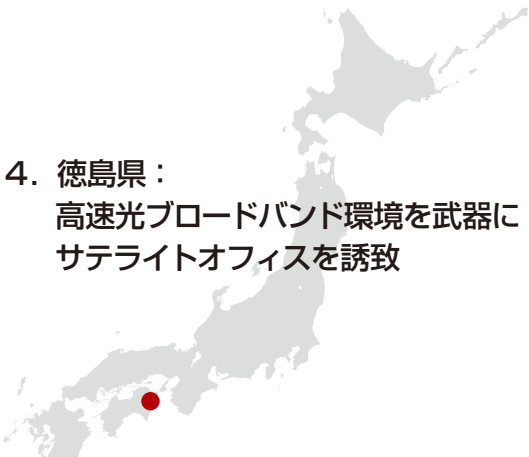 4. 徳島県：
高速光ブロードバンド環境を武器に
サテライトオフィスを誘致